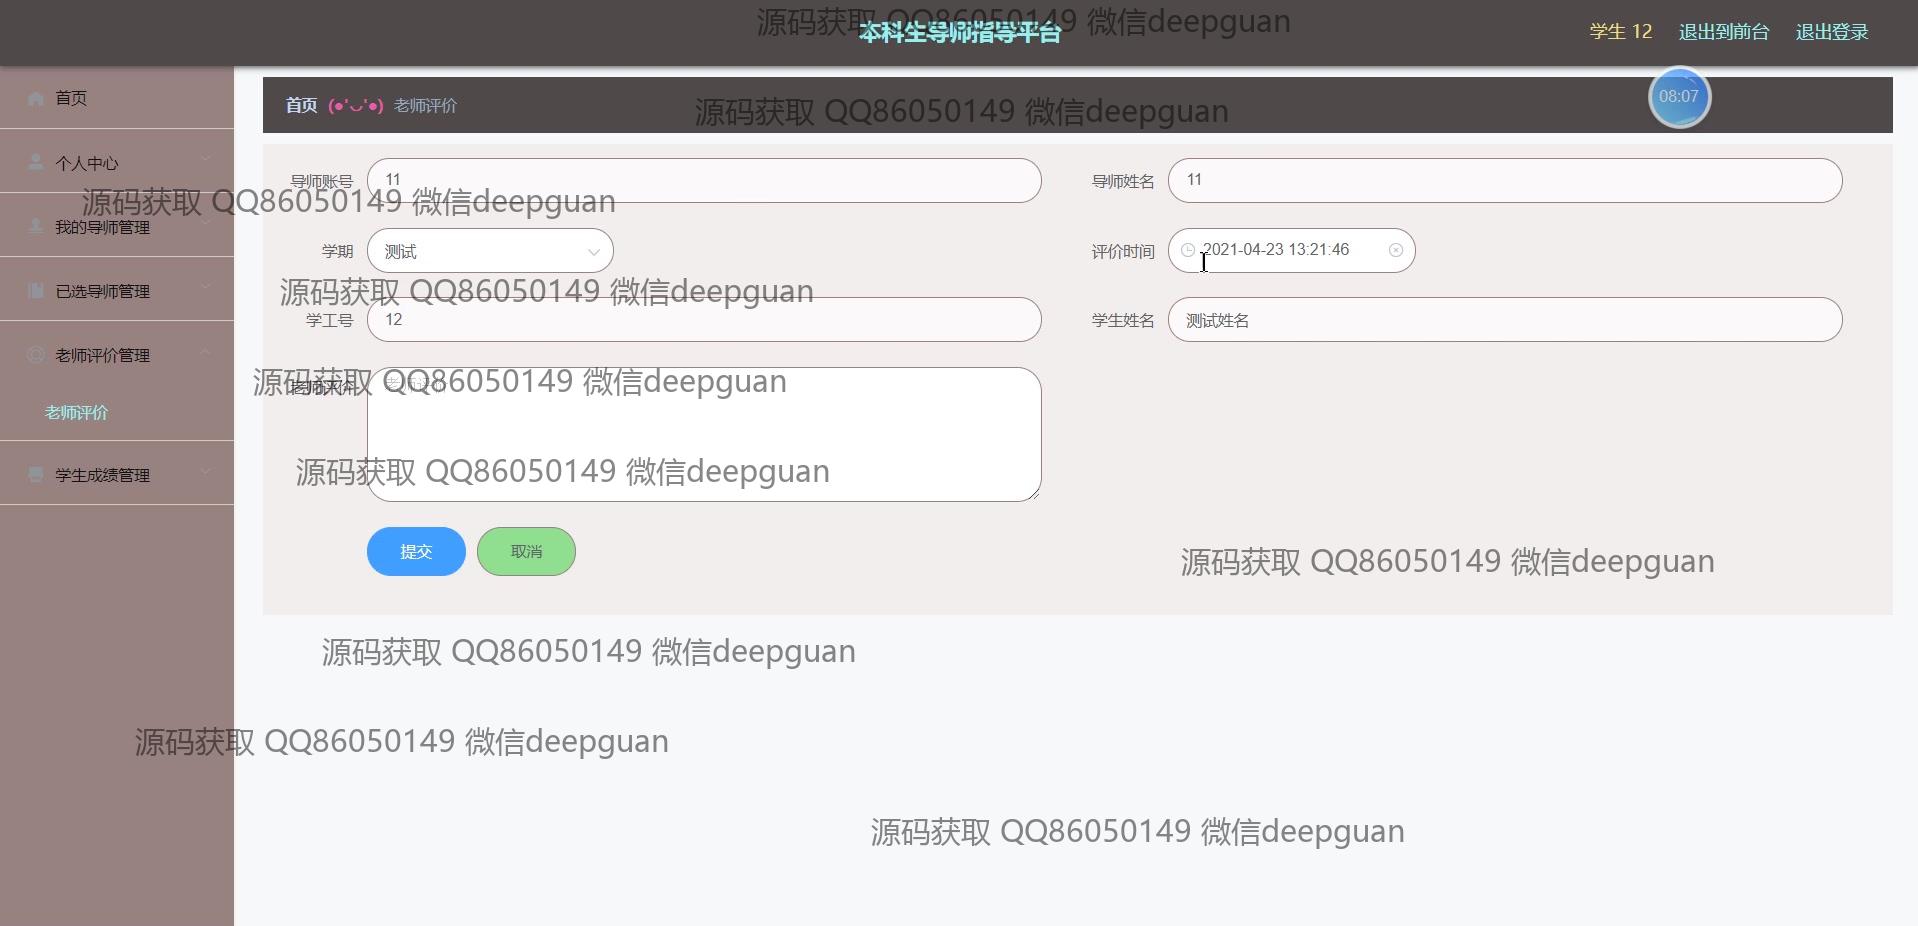 源码获取 QQ86050149 微信deepguan
本科生导师指导平台
学生 12 退出到前台 退出登录
首页
首页 (●'◡'●) 老师评价
08:07
源码获取 QQ86050149 微信deepguan
个人中心
导师账号 11
导师姓名 11
源码获取 QQ86050149 微信deepguan
我的导师管理
学期 测试
评价时间 2021-04-23 13:21:46
已选导师管理
源码获取 QQ86050149 微信deepguan
学工号 12
学生姓名 测试姓名
老师评价管理
源码获取 QQ86050149 微信deepguan
老师评价 老师评价
老师评价
学生成绩管理
源码获取 QQ86050149 微信deepguan
提交 取消
源码获取 QQ86050149 微信deepguan
源码获取 QQ86050149 微信deepguan
源码获取 QQ86050149 微信deepguan
源码获取 QQ86050149 微信deepguan